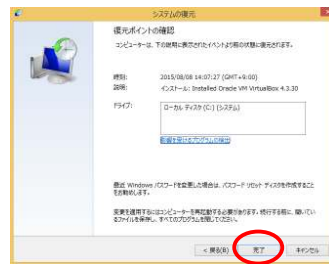 システムの復元
復元ポイントの確認
コンピューターは、下の説明に表示されたイベントより前の状態に復元されます。
時刻: 2015/08/08 14:07:27 (GMT+9:00)
説明: インストール: Installed Oracle VM VirtualBox 4.3.30
ドライブ: ローカル ディスク (C:) (システム)
影響を受けるプログラムの検出
最近 Windows パスワードを変更した場合は、パスワード リセット ディスクを作成すること
をお勧めします。
変更を適用するにはコンピューターを再起動する必要があります。続行する前に、開いてい
るファイルを保存し、すべてのプログラムを閉じてください。
< 戻る(B) 完了 キャンセル